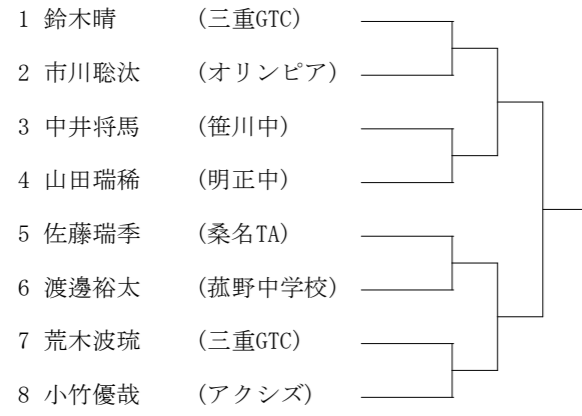 1 鈴木晴 (三重GTC)
2 市川聡汰 (オリンピア)
3 中井将馬 (笹川中)
4 山田瑞稀 (明正中)
5 佐藤瑞季 (桑名TA)
6 渡邊裕太 (菰野中学校)
7 荒木波琉 (三重GTC)
8 小竹優哉 (アクシズ)